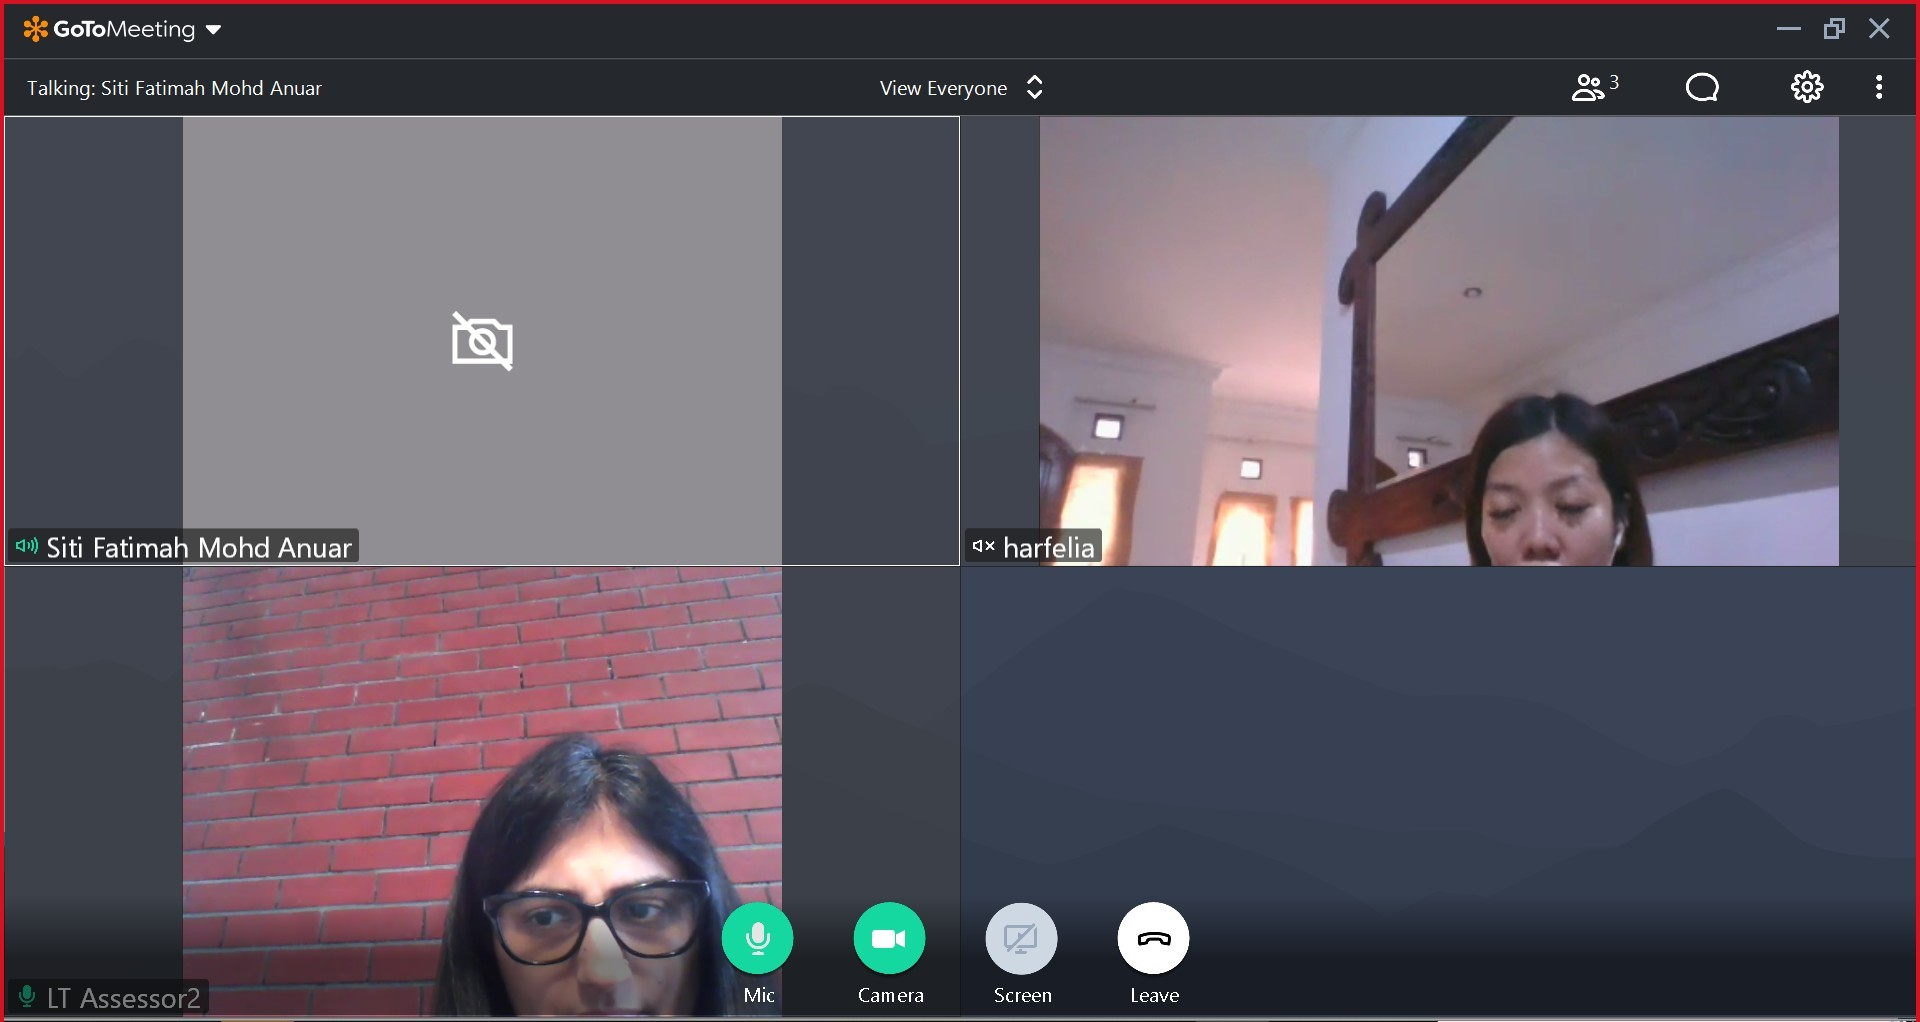 GoToMeeting
Talking: Siti Fatimah Mohd Anuar
View Everyone
3
Siti Fatimah Mohd Anuar
harfelia
LT Assessor2
Mic
Camera
Screen
Leave